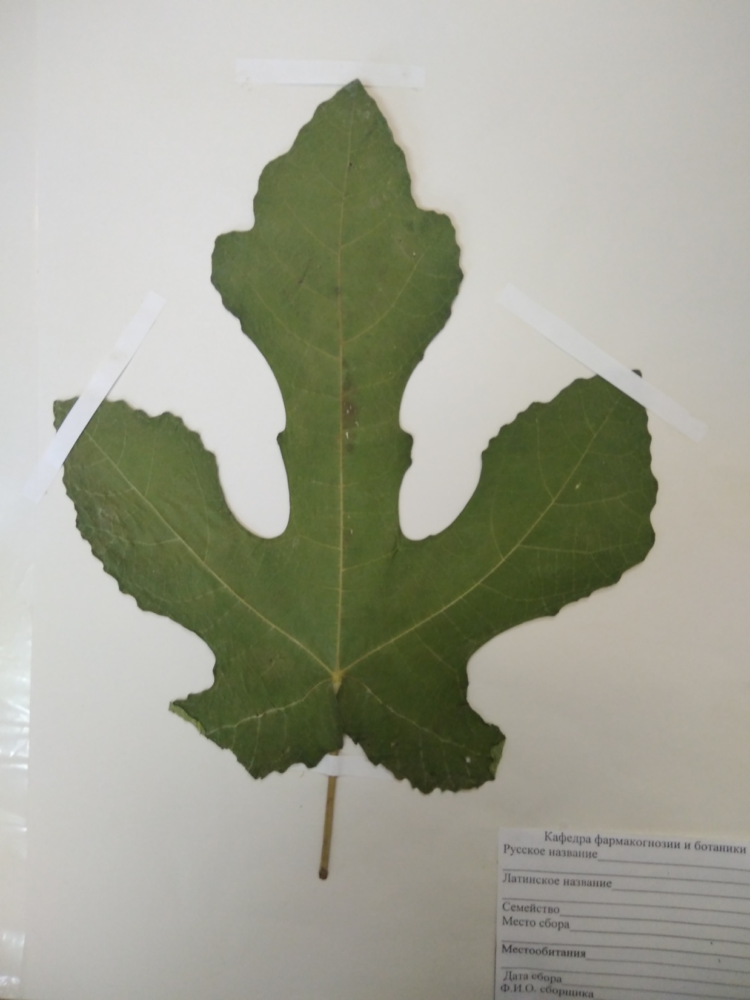 Кафедра фармакогнозии и ботаники
Русское название
Латинское название
Семейство
Место сбора
Местообитания
Дата сбора
Ф.И.О. сборщика